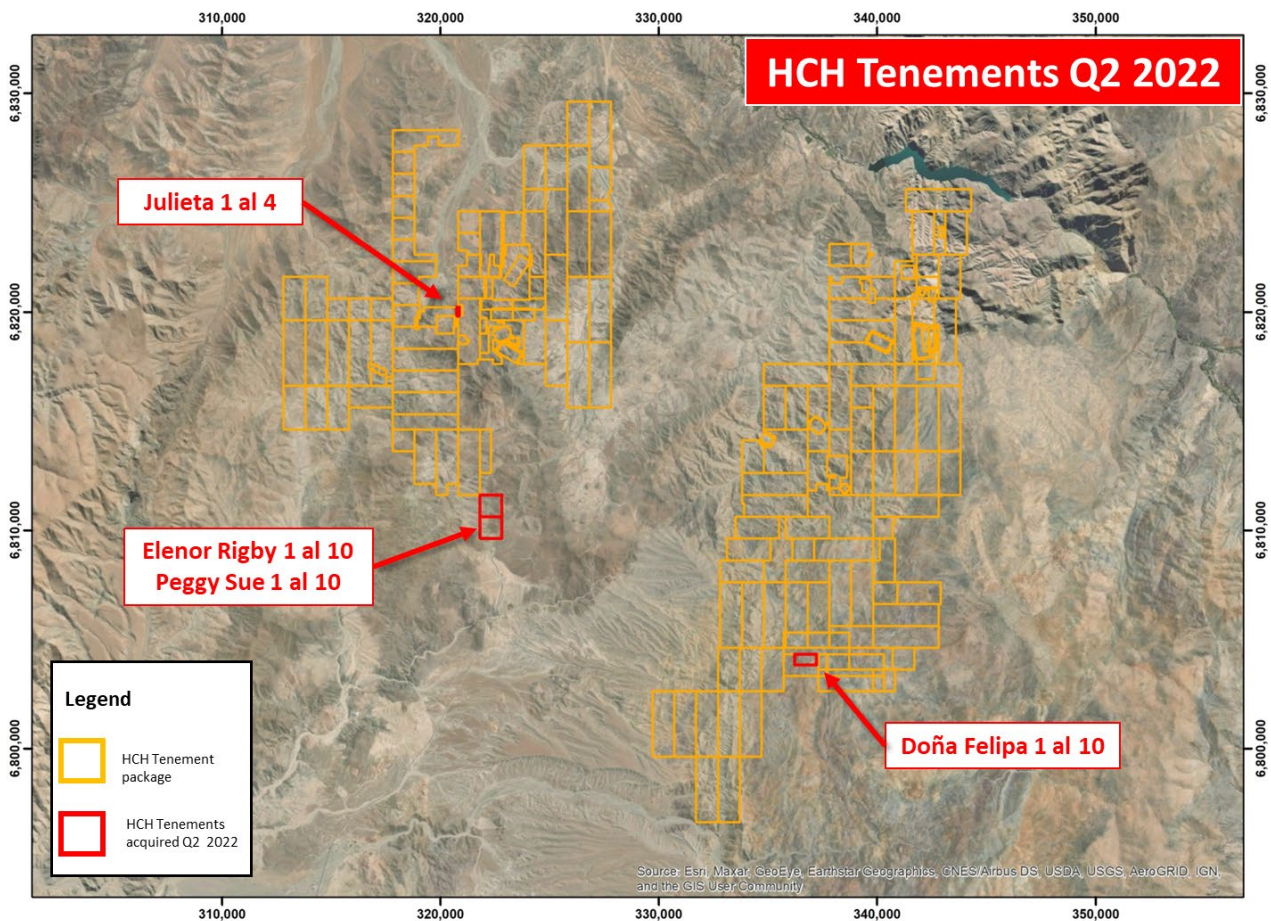 310,000 320,000 330,000 340,000 350,000
HCH Tenements Q2 2022
6,830,000 6,830,000
Julieta 1 al 4
6,820,000 6,820,000
Elenor Rigby 1 al 10
Peggy Sue 1 al 10
6,810,000 6,810,000
Doña Felipa 1 al 10
6,800,000 6,800,000
Legend
HCH Tenement
package
HCH Tenements
acquired Q2 2022
Source: Esri, Maxar, GeoEye, Earthstar Geographics, CNES/Airbus DS, USDA, USGS, AeroGRID, IGN,
and the GIS User Community
310,000 320,000 330,000 340,000 350,000